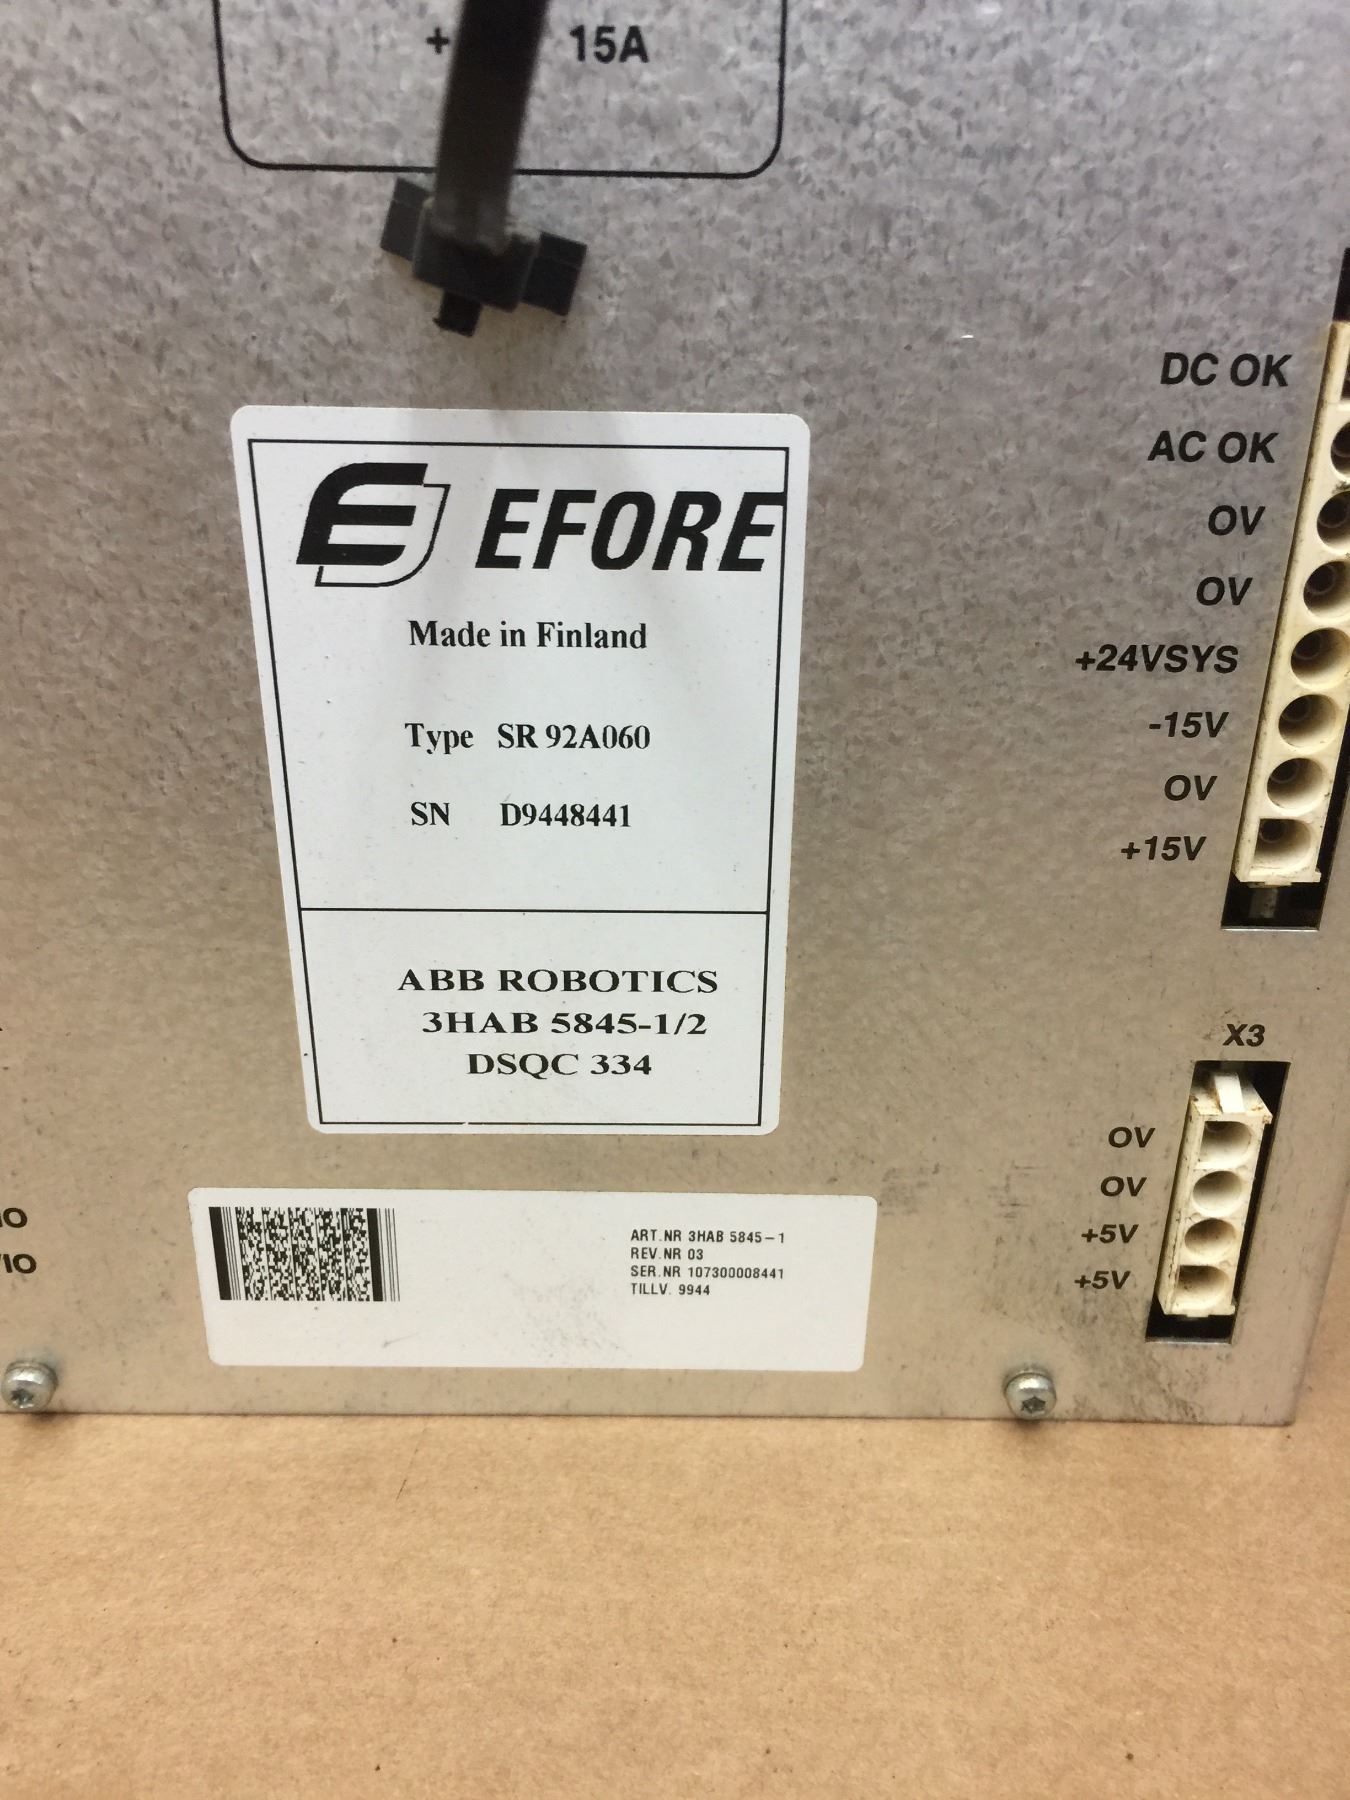 + 15A
EFORE
Made in Finland
Type SR 92A060
SN D9448441
ABB ROBOTICS
3HAB 5845-1/2
DSQC 334
ART.NR 3HAB 5845-1
REV.NR 03
SER.NR 107300008441
TILLV. 9944
DC OK
AC OK
OV
OV
+24VSYS
-15V
OV
+15V
X3
OV
OV
+5V
+5V